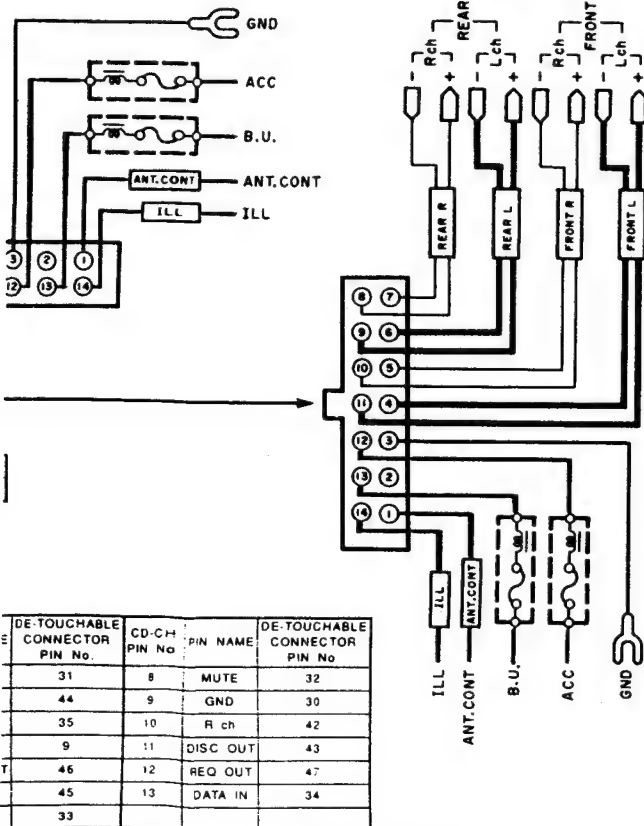 GND
ACC
B.U.
ANT.CONT ANT.CONT
ILL ILL
3 2 1
12 13 14
REAR FRONT
Rch Lch Rch Lch
- + - + - + - +
REAR R REAR L FRONT R FRONT L
8 7
9 6
10 5
11 4
12 3
13 2
14 1
ILL ANT.CONT
ILL ANT.CONT B.U. ACC GND
DE-TOUCHABLE CONNECTOR PIN No. CD-CH PIN No PIN NAME DE-TOUCHABLE CONNECTOR PIN No
31 8 MUTE 32
44 9 GND 30
35 10 R ch 42
9 11 DISC OUT 43
T 46 12 REQ OUT 47
45 13 DATA IN 34
33